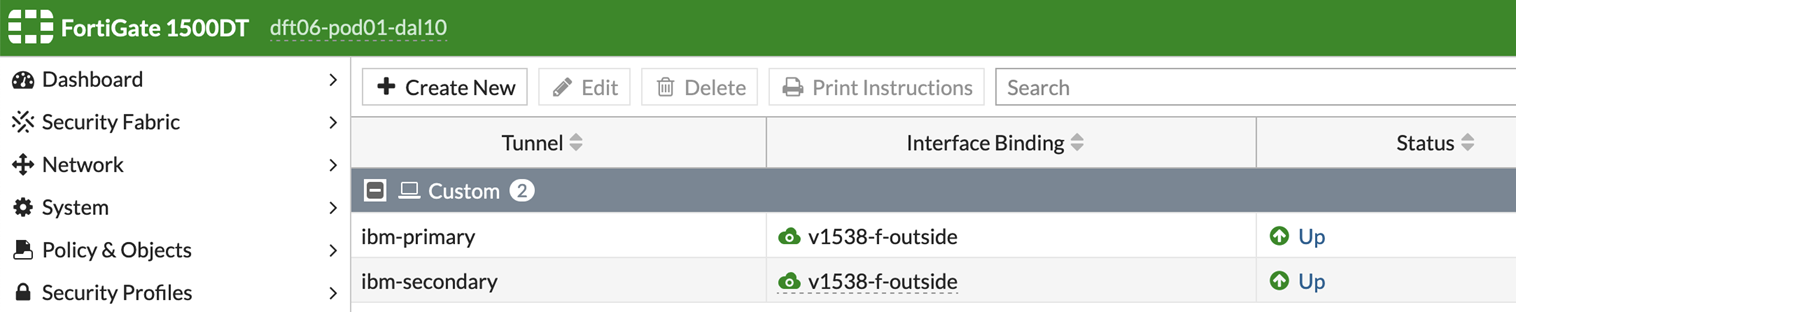 FortiGate 1500DT dft06-pod01-dal10
Dashboard
Security Fabric
Network
System
Policy & Objects
Security Profiles
Create New Edit Delete Print Instructions Search
Tunnel Interface Binding Status
Custom 2
ibm-primary v1538-f-outside Up
ibm-secondary v1538-f-outside Up